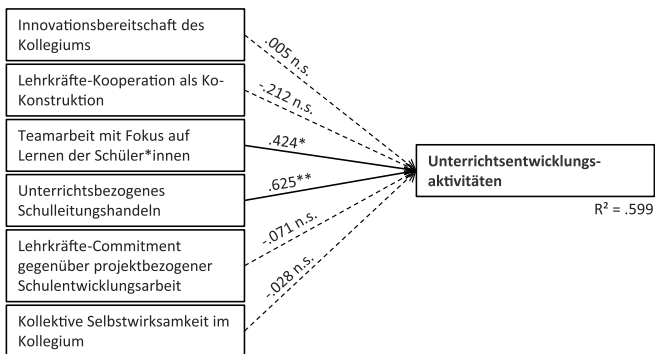 Innovationsbereitschaft des
Kollegiums
.005 n.s.
Lehrkräfte-Kooperation als Ko-
Konstruktion
-.212 n.s.
Teamarbeit mit Fokus auf
Lernen der Schüler*innen
.424*
Unterrichtsbezogenes
Schulleitungshandeln
.625**
Lehrkräfte-Commitment
gegenüber projektbezogener
Schulentwicklungsarbeit
-.071 n.s.
Kollektive Selbstwirksamkeit im
Kollegium
-.028 n.s.
Unterrichtsentwicklungs-
aktivitäten
R² = .599